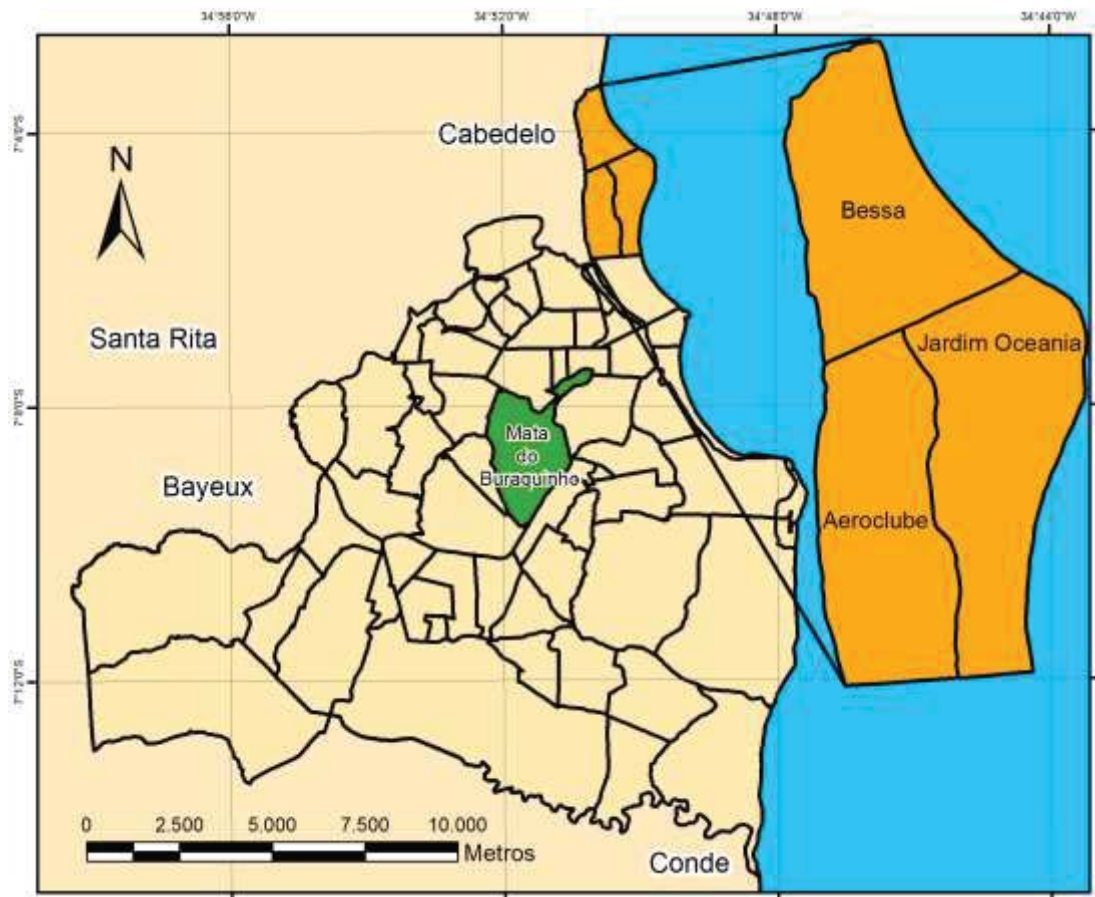 34°56'0"W
34°52'0"W
34°48'0"W
34°44'0"W
7°4'0"S
Cabedelo
N
Bessa
Santa Rita
Jardim Oceania
7°8'0"S
Mata
do
Buraquinho
Bayeux
Aeroclube
7°12'0"S
0
2.500
5.000
7.500
10.000
Metros
Conde